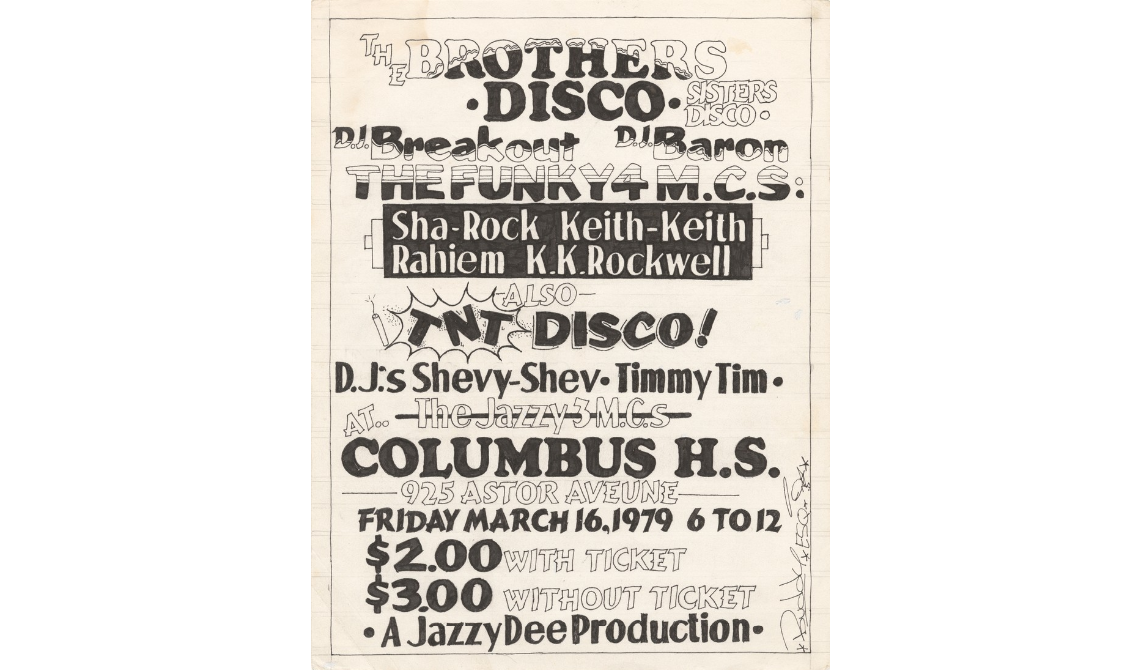 THE BROTHERS
•DISCO• SISTERS DISCO•
D.J. Breakout D.J. Baron
THE FUNKY 4 M.C.S:
Sha-Rock Keith-Keith
Rahiem K.K.Rockwell
-ALSO-
TNT DISCO!
D.J.'s Shevy-Shev• Timmy Tim•
The Jazzy 3 M.C.s
AT..
COLUMBUS H.S.
925 ASTOR AVEUNE
FRIDAY MARCH 16, 1979 6 TO 12
$2.00 WITH TICKET
$3.00 WITHOUT TICKET
•A Jazzy Dee Production•